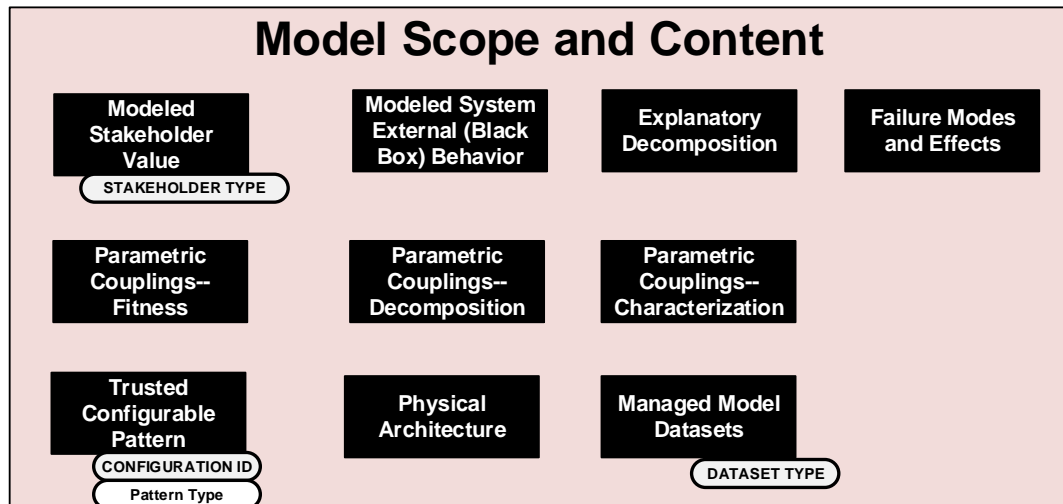 Model Scope and Content
Modeled
Stakeholder
Value
STAKEHOLDER TYPE
Modeled System
External (Black
Box) Behavior
Explanatory
Decomposition
Failure Modes
and Effects
Parametric
Couplings--
Fitness
Parametric
Couplings--
Decomposition
Parametric
Couplings--
Characterization
Trusted
Configurable
Pattern
CONFIGURATION ID
Pattern Type
Physical
Architecture
Managed Model
Datasets
DATASET TYPE